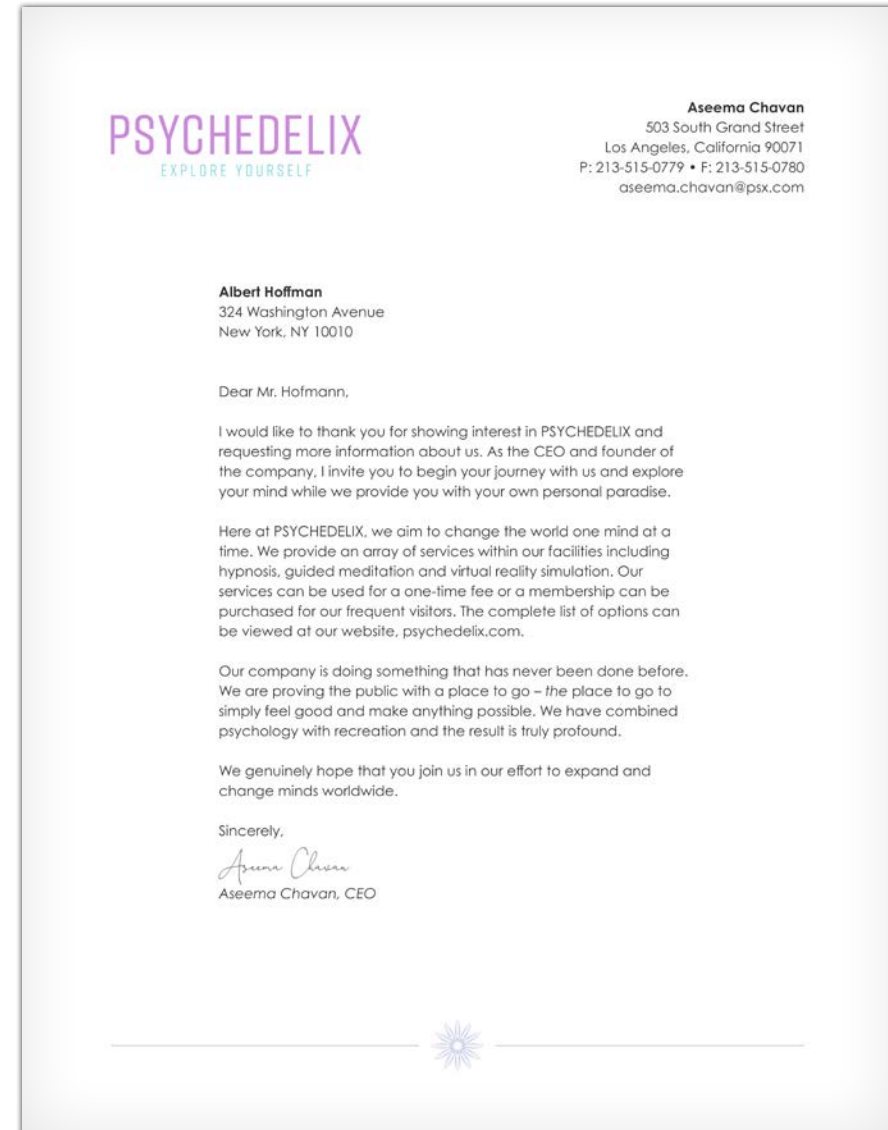 PSYCHEDELIX
EXPLORE YOURSELF
Aseema Chavan
503 South Grand Street
Los Angeles, California 90071
P: 213-515-0779 • F: 213-515-0780
aseema.chavan@psx.com
Albert Hoffman
324 Washington Avenue
New York, NY 10010
Dear Mr. Hofmann,
I would like to thank you for showing interest in PSYCHEDELIX and
requesting more information about us. As the CEO and founder of
the company, I invite you to begin your journey with us and explore
your mind while we provide you with your own personal paradise.
Here at PSYCHEDELIX, we aim to change the world one mind at a
time. We provide an array of services within our facilities including
hypnosis, guided meditation and virtual reality simulation. Our
services can be used for a one-time fee or a membership can be
purchased for our frequent visitors. The complete list of options can
be viewed at our website, psychedelix.com.
Our company is doing something that has never been done before.
We are proving the public with a place to go – the place to go to
simply feel good and make anything possible. We have combined
psychology with recreation and the result is truly profound.
We genuinely hope that you join us in our effort to expand and
change minds worldwide.
Sincerely,
Aseema Chavan
Aseema Chavan, CEO